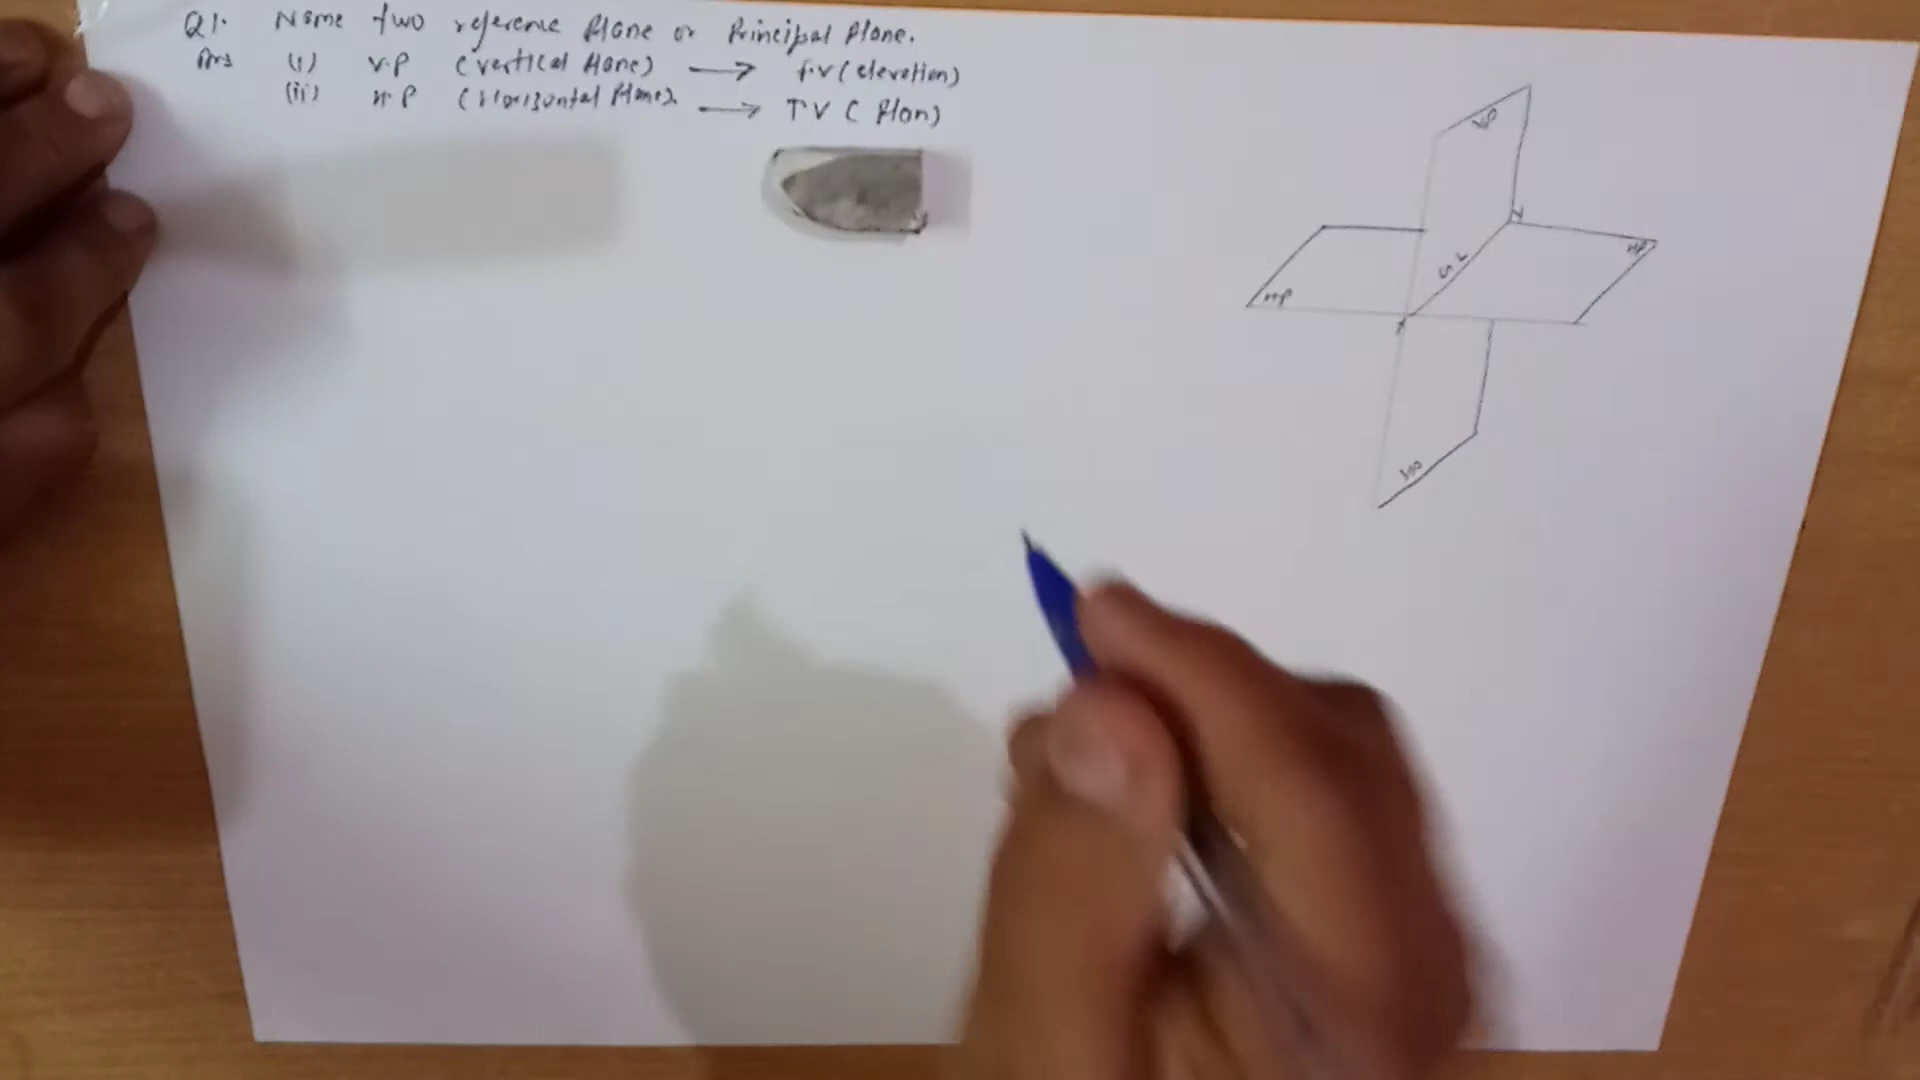 Q1. Name two reference Plane or Principal Plane.
Ans (i) V.P (vertical Plane) → F.V (elevation)
(ii) H.P (Horizontal Plane) → TV ( Plan)
VP
Y
HP
G L
HP
X
VP